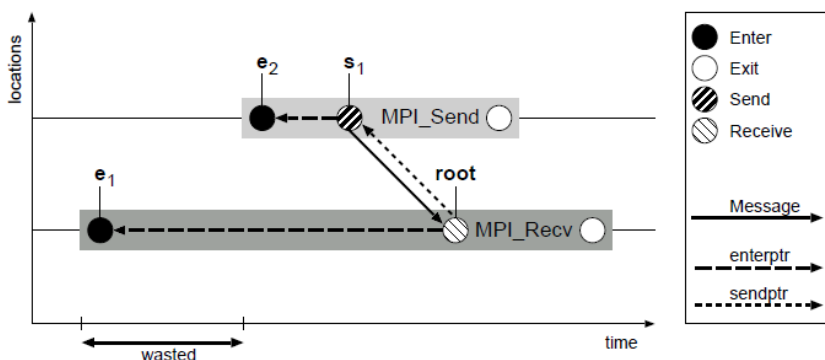 locations
e2
s1
MPI_Send
e1
root
MPI_Recv
time
wasted
Enter
Exit
Send
Receive
Message
enterptr
sendptr